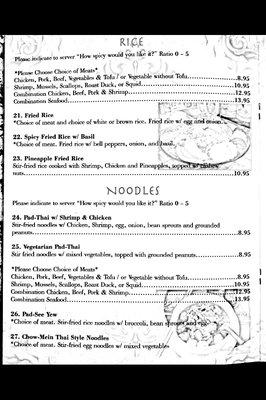 RICE
Please indicate to server "How spicy would you like it?" Ratio 0 - 5
*Please Choose Choice of Meats*
Chicken, Pork, Beef, Vegetables & Tofu / or Vegetable without Tofu.....8.95
Shrimp, Mussels, Scallops, Roast Duck, or Squid.....10.95
Combination Chicken, Beef, Pork & Shrimp.....12.95
Combination Seafood.....13.95
21. Fried Rice
*Choice of meat and choice of white or brown rice. Fried rice w/ egg and onion.
22. Spicy Fried Rice w/ Basil
*Choice of meat. Fried rice w/ bell peppers, onion, and basil.
23. Pineapple Fried Rice
Stir-fried rice cooked with Shrimp, Chicken and Pineapples, topped w/ cashew
nuts.....10.95
NOODLES
Please indicate to server "How spicy would you like it?" Ratio 0 - 5
24. Pad-Thai w/ Shrimp & Chicken
Stir-fried noodles w/ Chicken, Shrimp, egg, onion, bean sprouts and grounded
peanuts.....8.95
25. Vegetarian Pad-Thai
Stir fried noodles w/ mixed vegetables, topped with grounded peanuts.....8.95
*Please Choose Choice of Meats*
Chicken, Pork, Beef, Vegetables & Tofu / or Vegetable without Tofu.....8.95
Shrimp, Mussels, Scallops, Roast Duck, or Squid.....10.95
Combination Chicken, Beef, Pork & Shrimp.....12.95
Combination Seafood.....13.95
26. Pad-See Yew
*Choice of meat. Stir-fried rice noodles w/ broccoli, bean sprouts and egg
27. Chow-Mein Thai Style Noodles
*Choice of meat. Stir-fried egg noodles w/ mixed vegetables